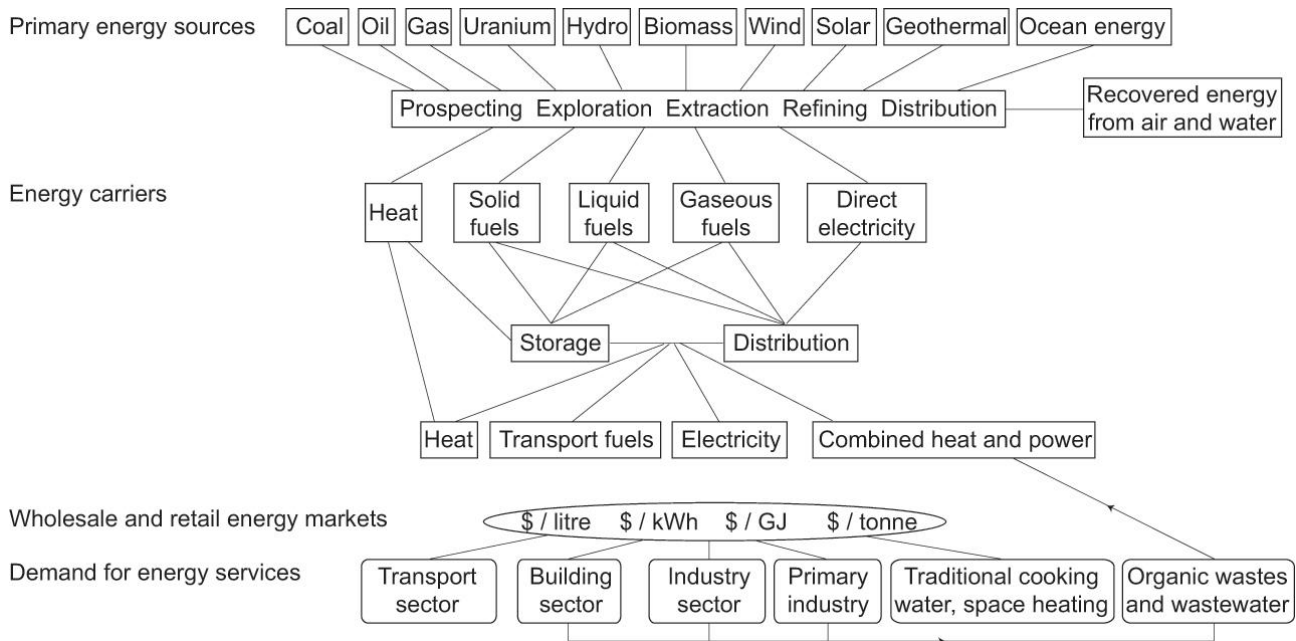 Primary energy sources Coal Oil Gas Uranium Hydro Biomass Wind Solar Geothermal Ocean energy
Prospecting Exploration Extraction Refining Distribution
Recovered energy
from air and water
Energy carriers
Heat
Solid
fuels
Liquid
fuels
Gaseous
fuels
Direct
electricity
Storage
Distribution
Heat
Transport fuels
Electricity
Combined heat and power
Wholesale and retail energy markets
$ / litre $ / kWh $ / GJ $ / tonne
Demand for energy services
Transport
sector
Building
sector
Industry
sector
Primary
industry
Traditional cooking
water, space heating
Organic wastes
and wastewater